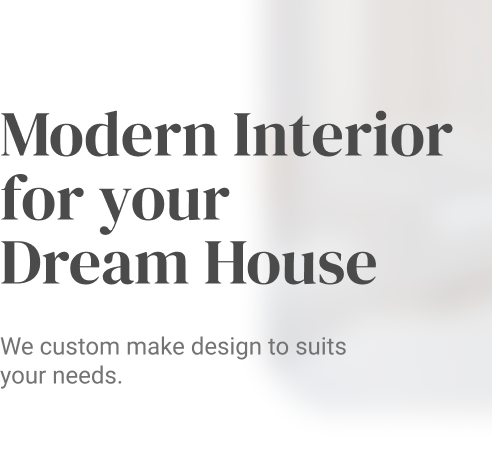 Modern Interior
for your
Dream House
We custom make design to suits
your needs.